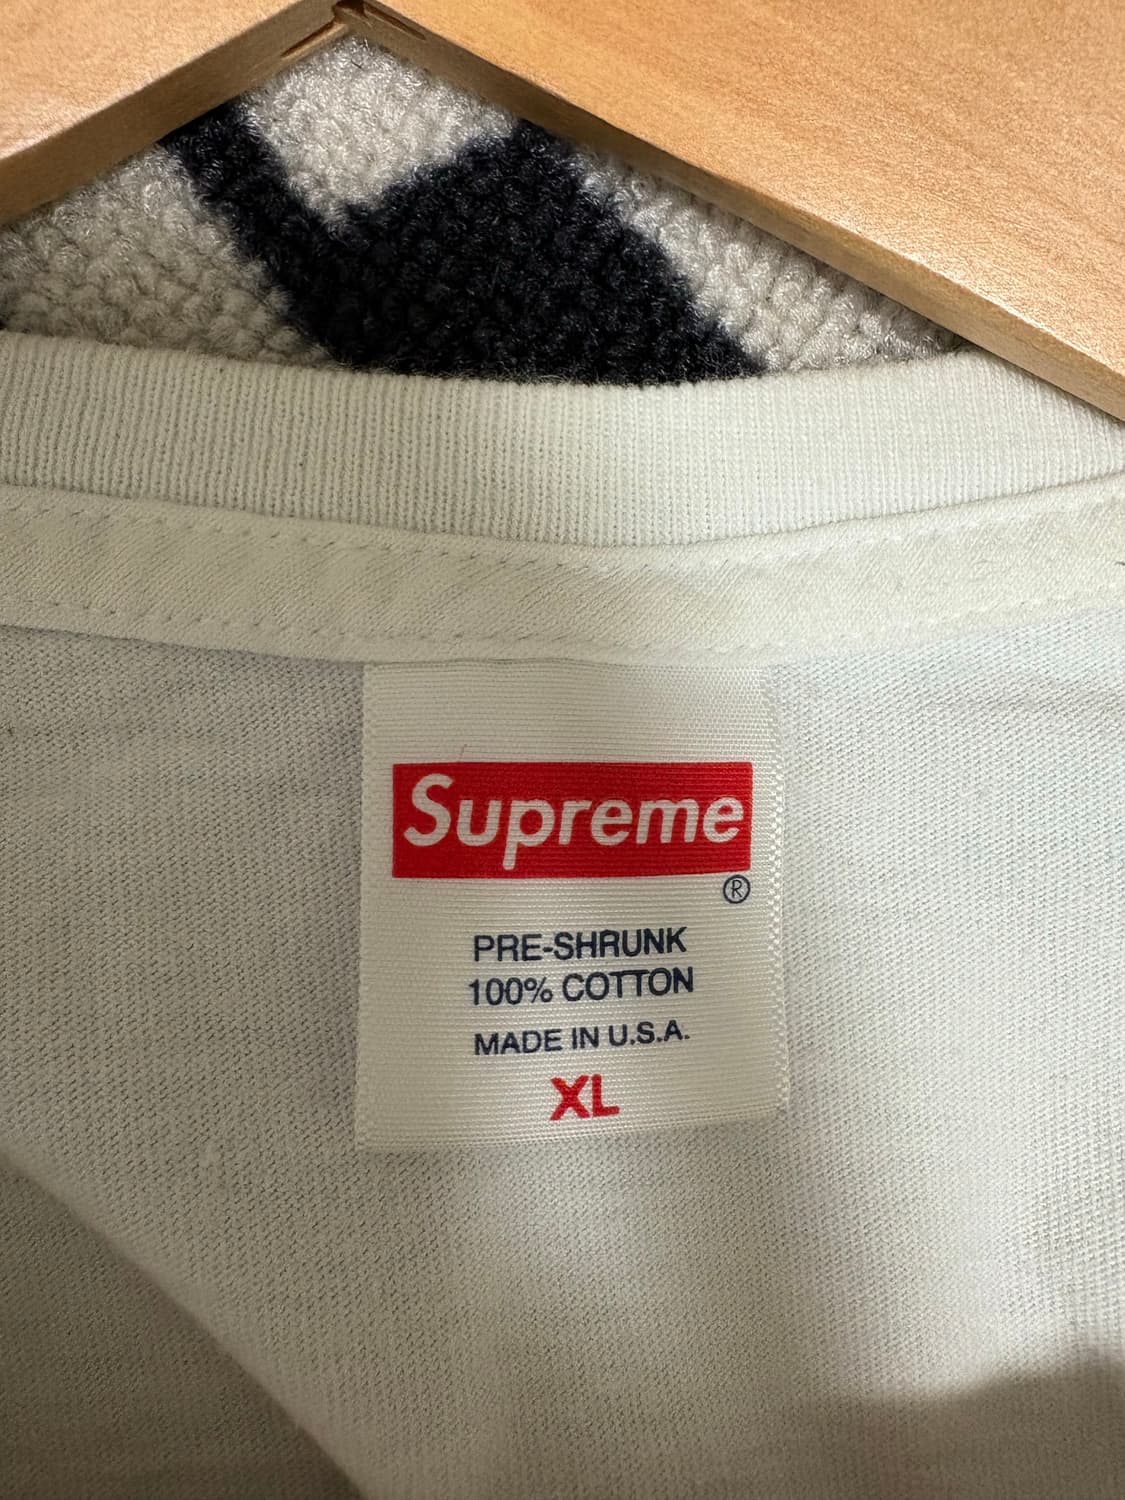 Supreme
®
PRE-SHRUNK
100% COTTON
MADE IN U.S.A.
XL